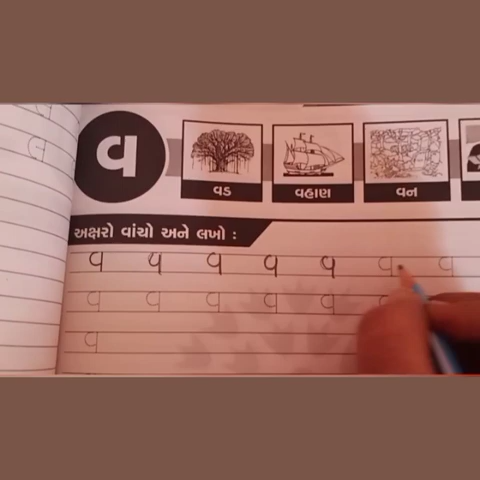 વ
વડ વહાણ વન
અક્ષરો વાંચો અને લખો :
વ વ વ વ વ વ વ
વ વ વ વ વ વ
વ